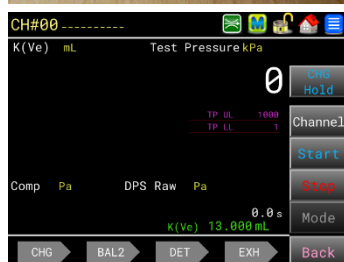 CH#00 ----------
M
K(Ve) mL Test Pressure kPa
0
CHG
Hold
TP UL 1000
TP LL 1
Channel
Start
Stop
Comp Pa DPS Raw Pa
0.0 s
K(Ve) 13.000 mL
Mode
CHG BAL2 DET EXH Back